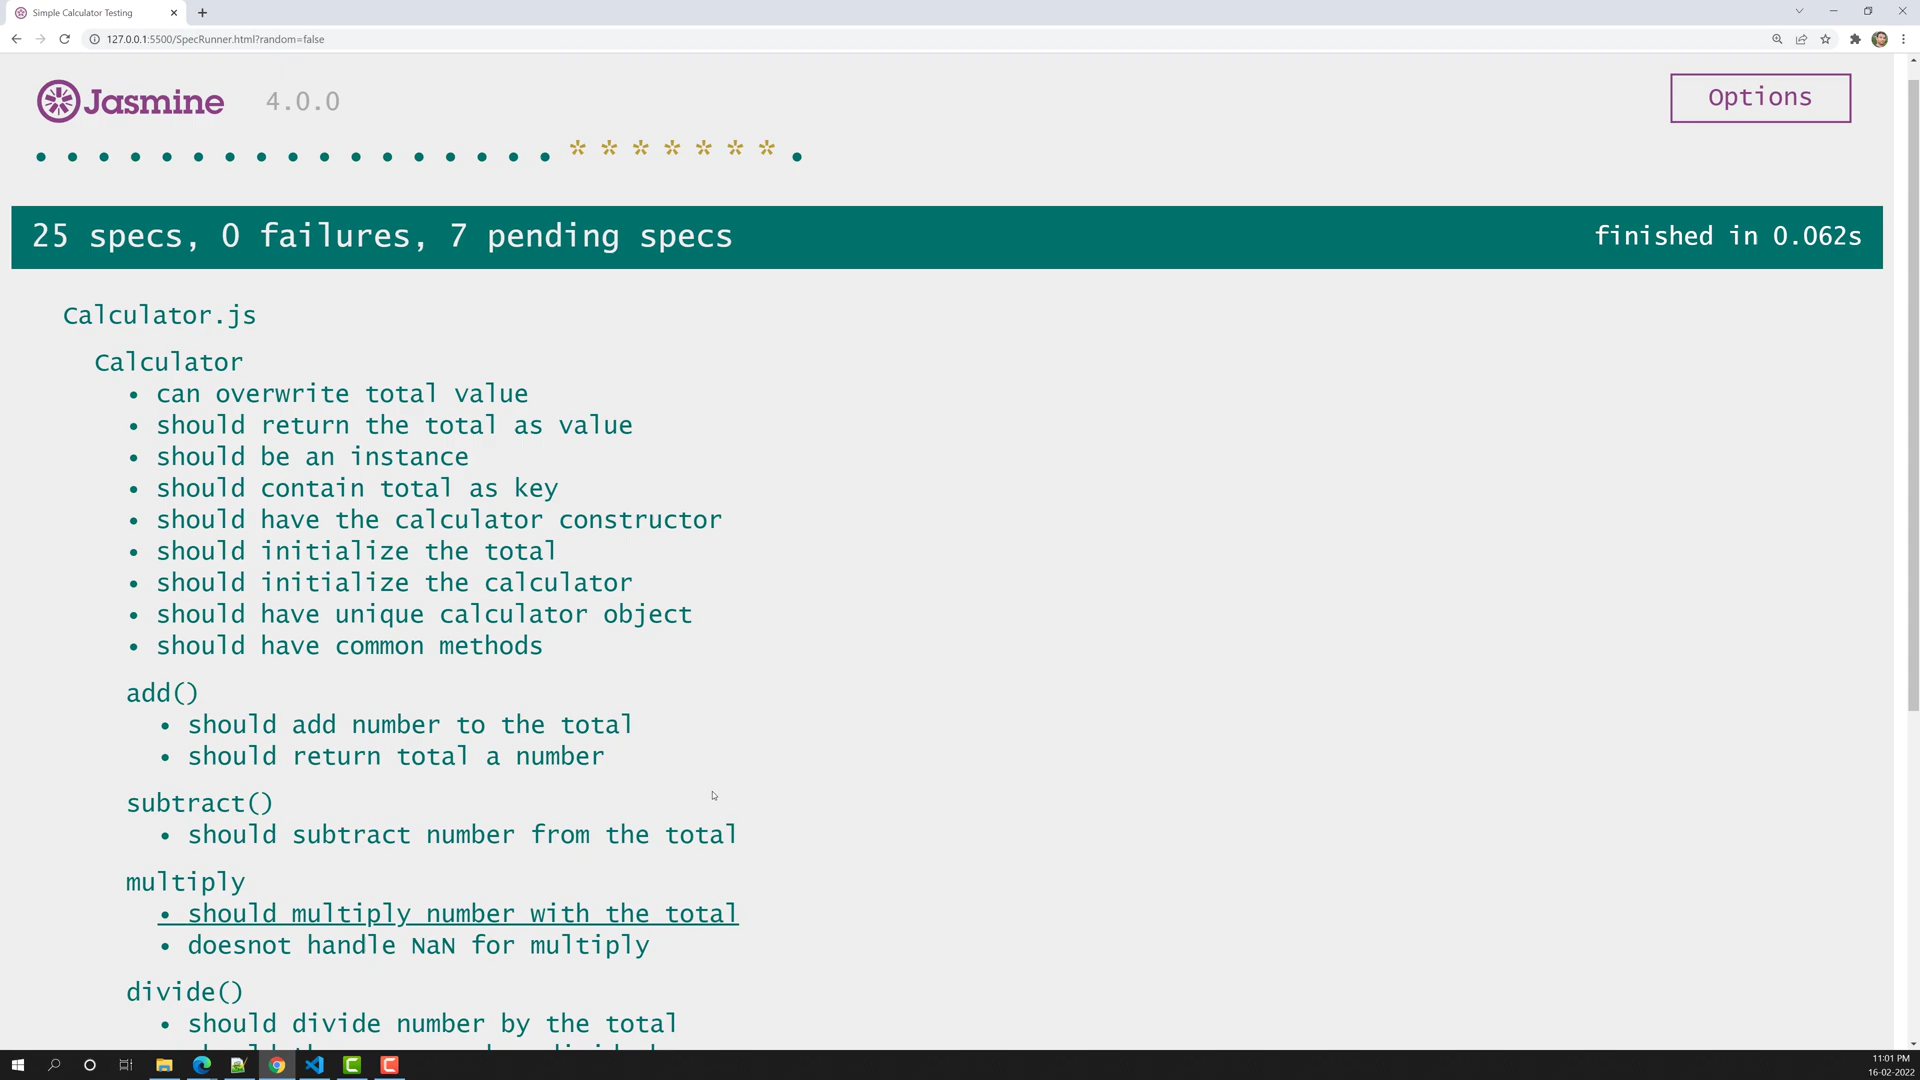 Simple Calculator Testing
127.0.0.1:5500/SpecRunner.html?random=false
Jasmine 4.0.0
Options
• • • • • • • • • • • • • • • • • * * * * * * * •
25 specs, 0 failures, 7 pending specs
finished in 0.062s
Calculator.js
Calculator
• can overwrite total value
• should return the total as value
• should be an instance
• should contain total as key
• should have the calculator constructor
• should initialize the total
• should initialize the calculator
• should have unique calculator object
• should have common methods
add()
• should add number to the total
• should return total a number
subtract()
• should subtract number from the total
multiply
• should multiply number with the total
• doesnot handle NaN for multiply
divide()
• should divide number by the total
11:01 PM
16-02-2022